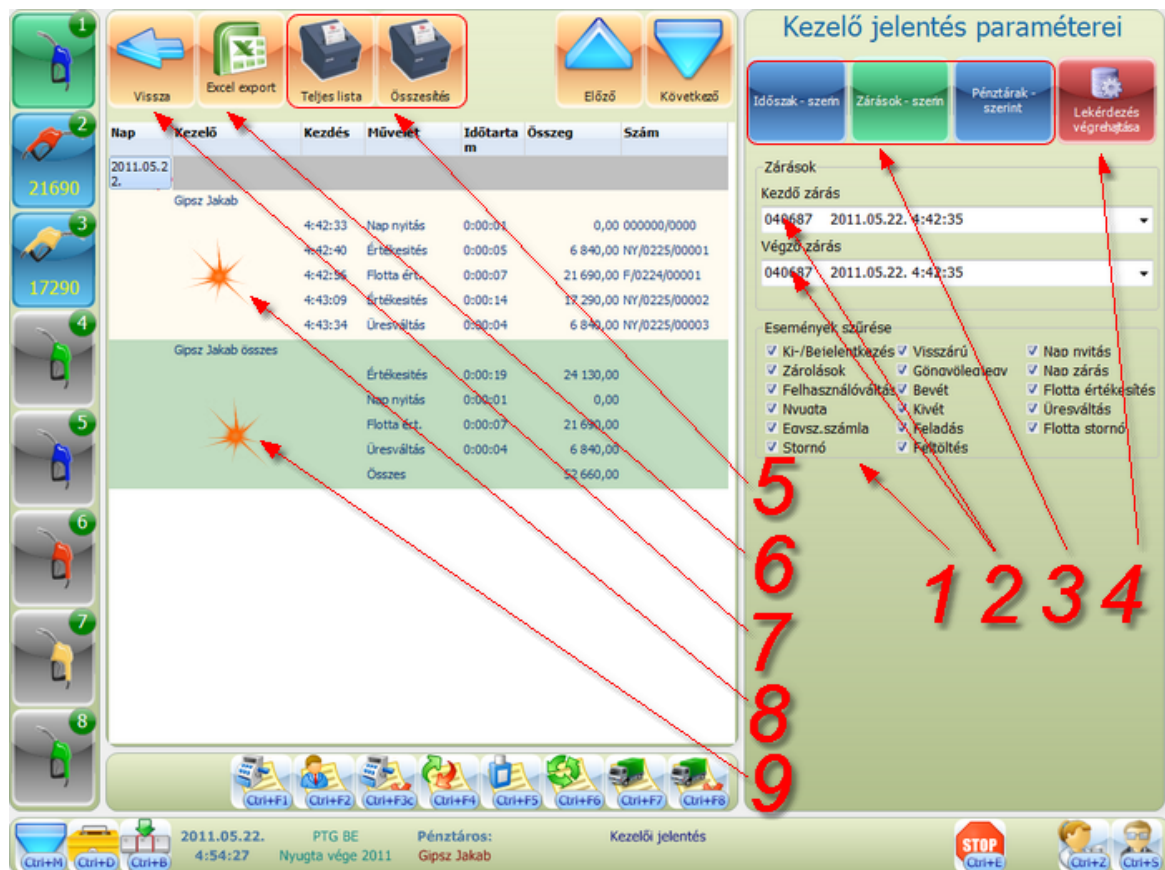 1
2
21690
3
17290
4
5
6
7
8
Vissza
Excel export
Teljes lista
Összesítés
Előző
Következő
Nap Kezelő Kezdés Művelet Időtarta m Összeg Szám
2011.05.2 2.
Gipsz Jakab
4:42:33 Nap nyitás 0:00:01 0,00 000000/0000
4:42:40 Értékesítés 0:00:05 6 840,00 NY/0225/00001
4:42:56 Flotta ért. 0:00:07 21 690,00 F/0224/00001
4:43:09 Értékesítés 0:00:14 17 290,00 NY/0225/00002
4:43:34 Üresváltás 0:00:04 6 840,00 NY/0225/00003
Gipsz Jakab összes
Értékesítés 0:00:19 24 130,00
Nap nyitás 0:00:01 0,00
Flotta ért. 0:00:07 21 690,00
Üresváltás 0:00:04 6 840,00
Összes 52 660,00
Kezelő jelentés paraméterei
Időszak - szerin
Zárások - szerin
Pénztárak - szerint
Lekérdezés végrehajtása
Zárások
Kezdő zárás
040687 2011.05.22. 4:42:35
Végző zárás
040687 2011.05.22. 4:42:35
Események szűrése
Ki-/Bejelentkezés Visszárú Nap nyitás
Zárolások Göngyölegjegy Nap zárás
Felhasználóváltás Bevét Flotta értékesítés
Nyugta Kivét Üresváltás
Egysz.számla Feladás Flotta stornó
Stornó Feltöltés
1 2 3 4
5
6
7
8
9
Ctrl+F1 Ctrl+F2 Ctrl+F3c Ctrl+F4 Ctrl+F5 Ctrl+F6 Ctrl+F7 Ctrl+F8
Ctrl+M Ctrl+D Ctrl+B
2011.05.22. PTG BE Pénztáros: Kezelői jelentés
4:54:27 Nyugta vége 2011 Gipsz Jakab
STOP
Ctrl+E
Ctrl+Z Ctrl+S